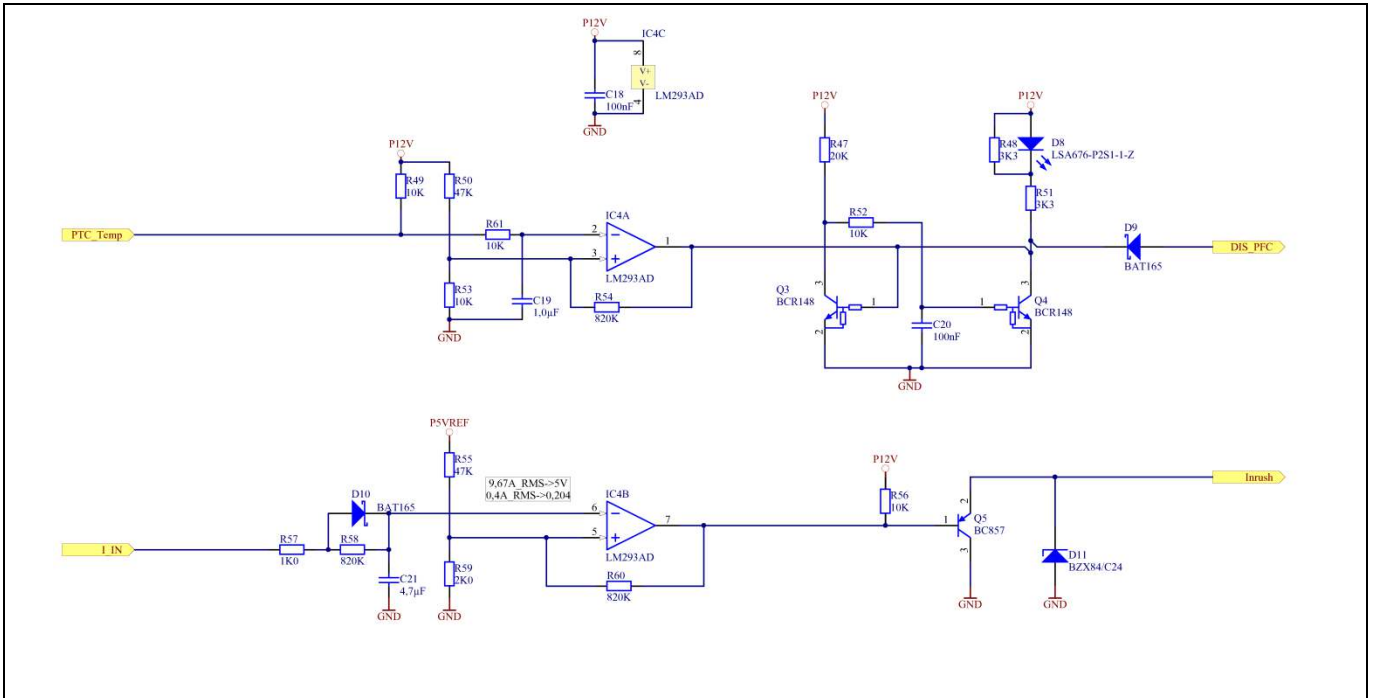 P12V
IC4C
8
V+
V-
4
LM293AD
C18
100nF
GND
P12V
R49
10K
R50
47K
PTC_Temp
R61
10K
IC4A
2
3
1
LM293AD
R53
10K
C19
1,0µF
R54
820K
GND
P12V
R47
20K
R52
10K
P12V
R48
3K3
D8
LSA676-P2S1-1-Z
R51
3K3
D9
BAT165
DIS_PFC
Q3
BCR148
3
1
2
C20
100nF
1
3
Q4
BCR148
2
GND
P5VREF
R55
47K
9,67A_RMS->5V
0,4A_RMS->0,204
D10
BAT165
IC4B
6
5
7
LM293AD
I_IN
R57
1K0
R58
820K
C21
4,7µF
GND
R59
2K0
GND
R60
820K
P12V
R56
10K
1
2
Q5
BC857
3
GND
D11
BZX84/C24
GND
Inrush